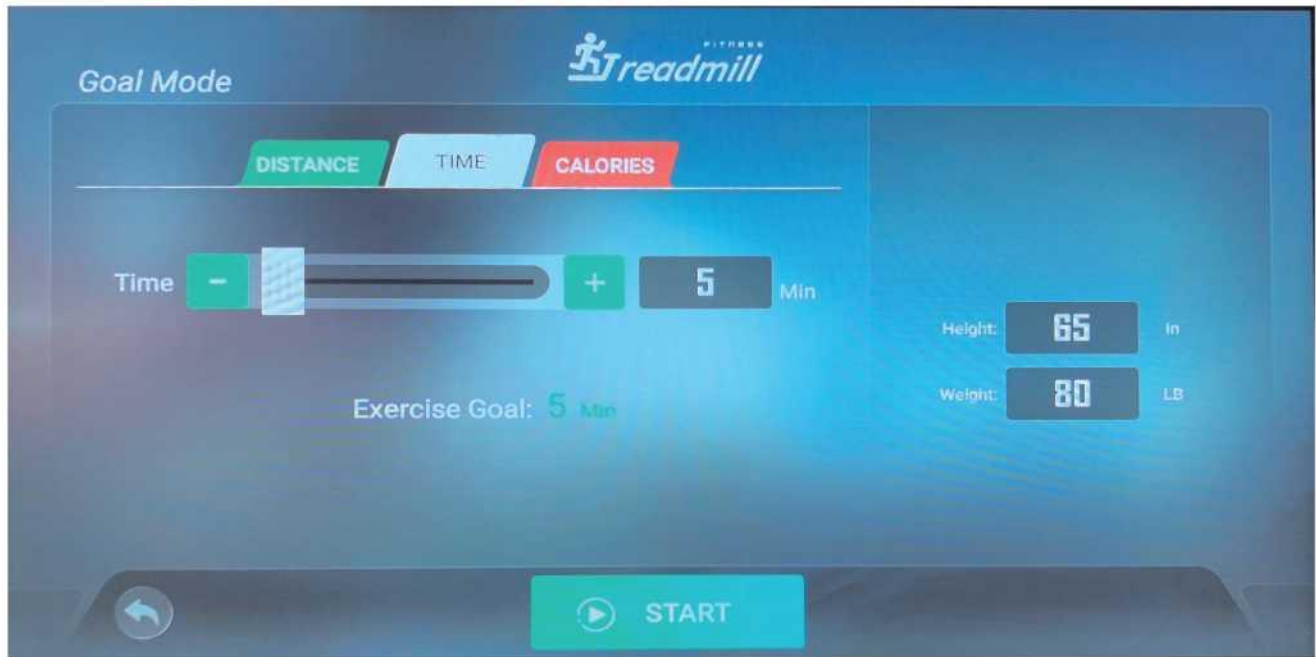 FITNESS
Treadmill
Goal Mode
DISTANCE TIME CALORIES
Time - + 5 Min
Height: 65 In
Weight: 80 LB
Exercise Goal: 5 Min
START